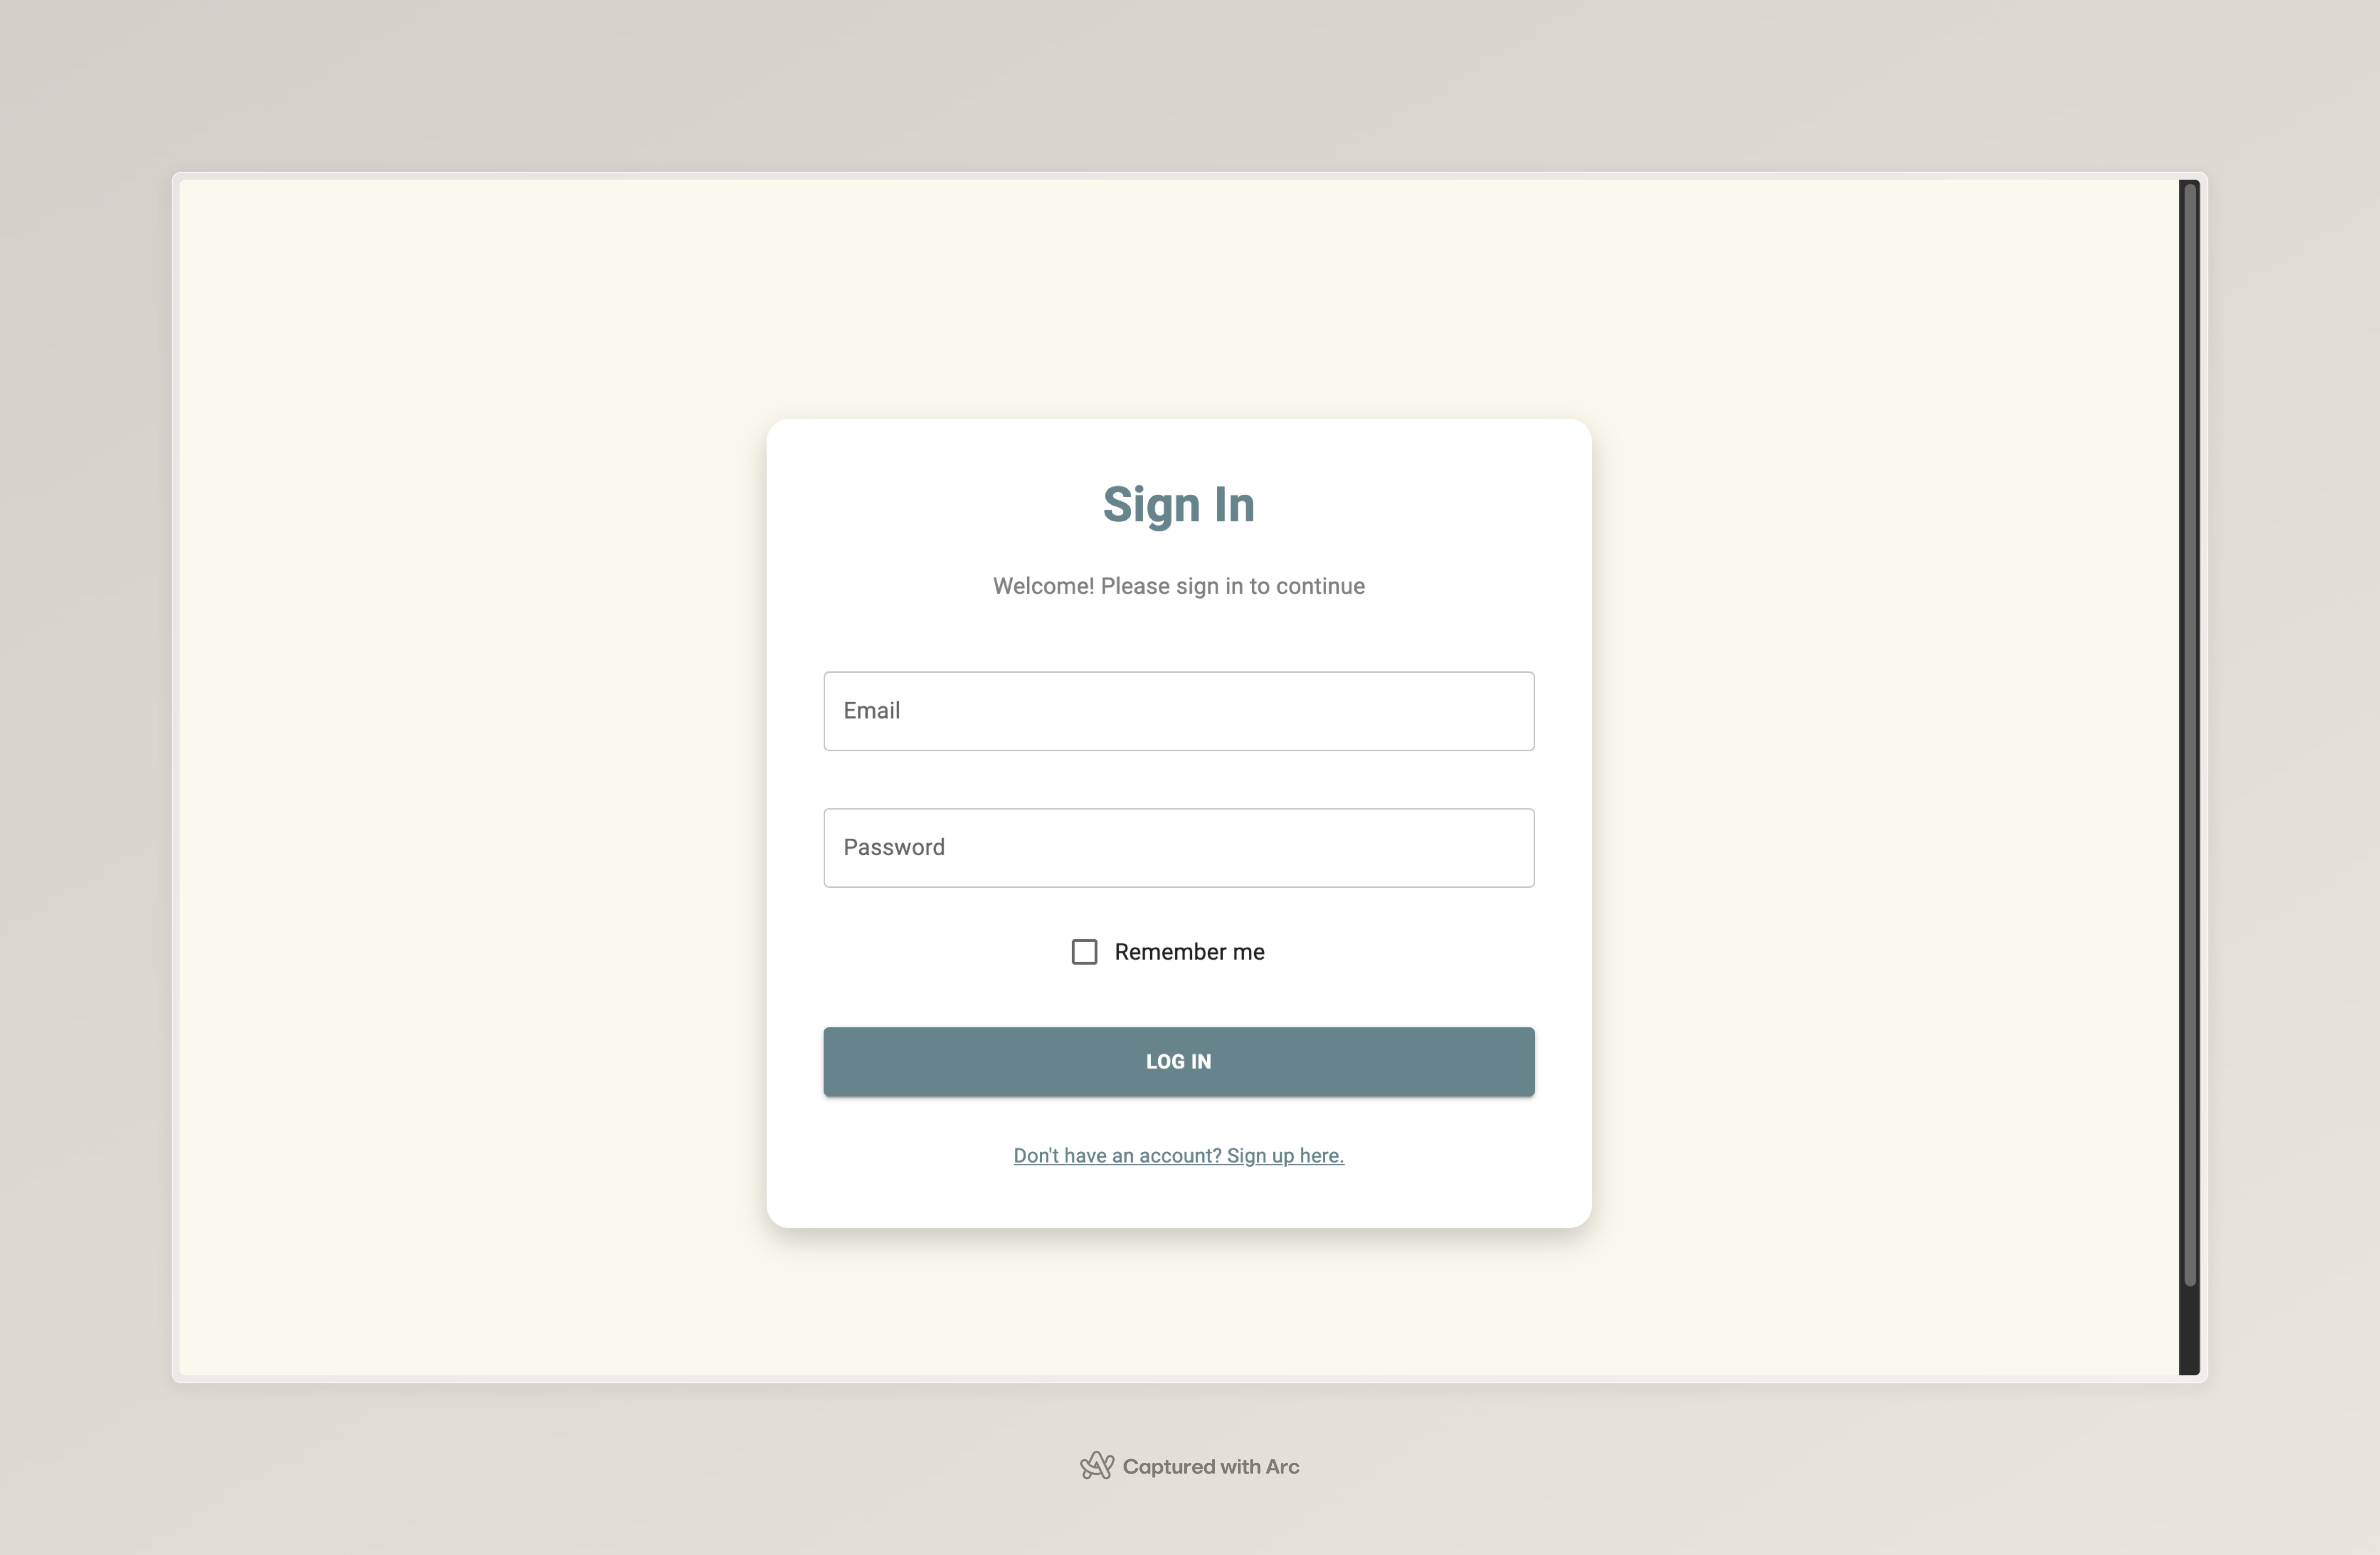 Sign In
Welcome! Please sign in to continue
Email
Password
Remember me
LOG IN
Don't have an account? Sign up here.
Captured with Arc